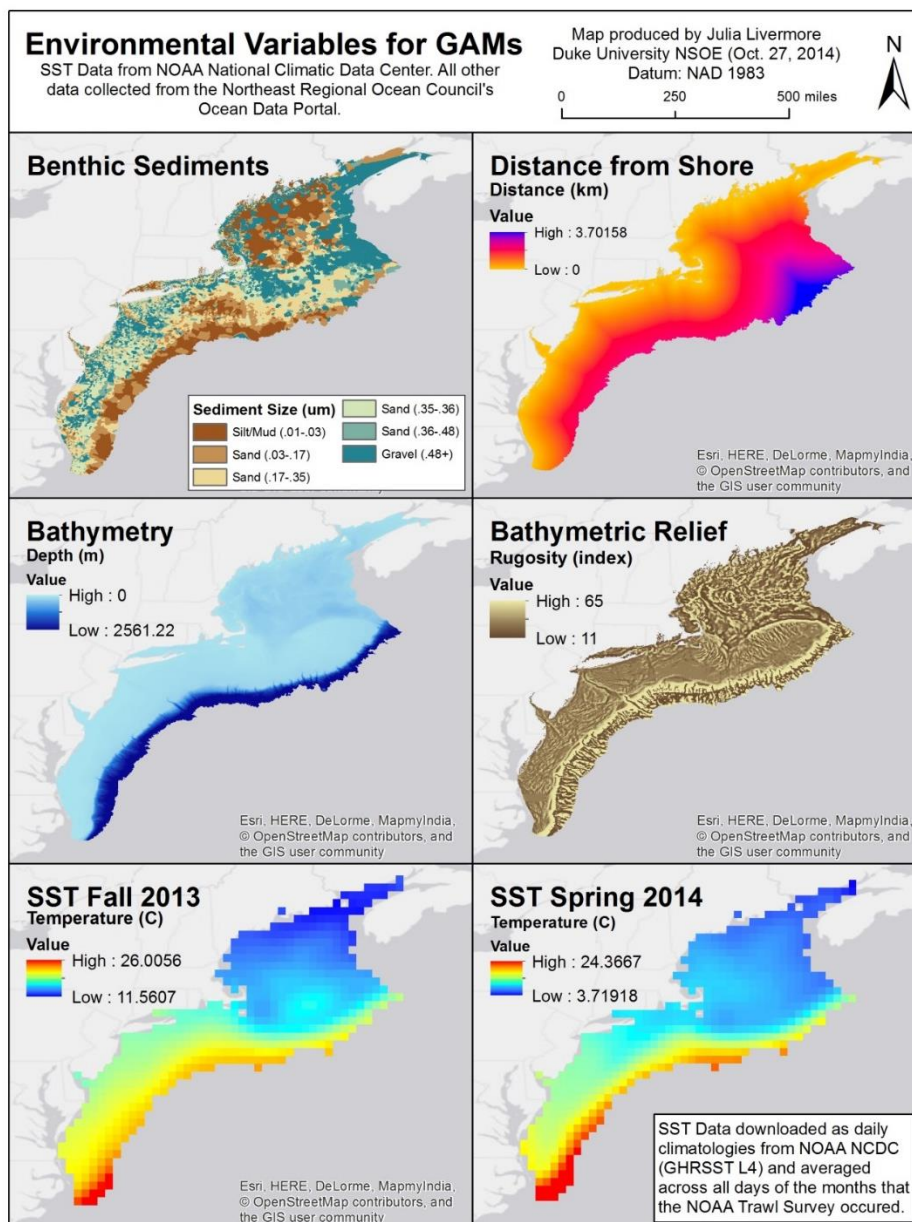 Environmental Variables for GAMs
SST Data from NOAA National Climatic Data Center. All other
data collected from the Northeast Regional Ocean Council's
Ocean Data Portal.
Map produced by Julia Livermore
Duke University NSOE (Oct. 27, 2014)
Datum: NAD 1983
0 250 500 miles
N
Benthic Sediments
Sediment Size (um)
Silt/Mud (.01-.03)
Sand (.03-.17)
Sand (.17-.35)
Sand (.35-.36)
Sand (.36-.48)
Gravel (.48+)
Esri, HERE, DeLorme, MapmyIndia,
© OpenStreetMap contributors, and
Distance from Shore
Distance (km)
Value
High : 3.70158
Low : 0
Esri, HERE, DeLorme, MapmyIndia,
© OpenStreetMap contributors, and
the GIS user community
Bathymetry
Depth (m)
Value
High : 0
Low : 2561.22
Esri, HERE, DeLorme, MapmyIndia,
© OpenStreetMap contributors, and
the GIS user community
Bathymetric Relief
Rugosity (index)
Value
High : 65
Low : 11
Esri, HERE, DeLorme, MapmyIndia,
© OpenStreetMap contributors, and
the GIS user community
SST Fall 2013
Temperature (C)
Value
High : 26.0056
Low : 11.5607
Esri, HERE, DeLorme, MapmyIndia,
© OpenStreetMap contributors, and
the GIS user community
SST Spring 2014
Temperature (C)
Value
High : 24.3667
Low : 3.71918
SST Data downloaded as daily
climatologies from NOAA NCDC
(GHRSST L4) and averaged
across all days of the months that
the NOAA Trawl Survey occured.